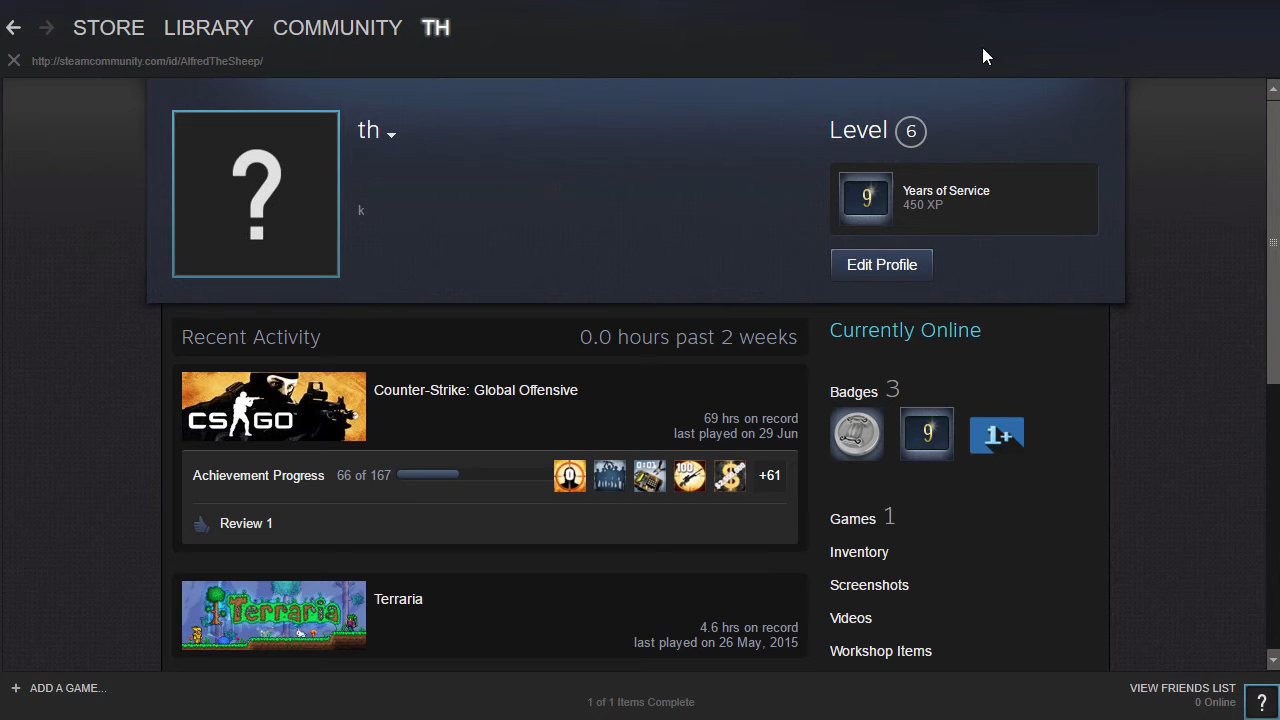 STORE LIBRARY COMMUNITY TH
http://steamcommunity.com/id/AlfredTheSheep/
th
k
Level 6
9
Years of Service
450 XP
Edit Profile
Recent Activity 0.0 hours past 2 weeks
CS GO
Counter-Strike: Global Offensive
69 hrs on record
last played on 29 Jun
Achievement Progress 66 of 167
0:01
100
+61
Review 1
Terraria
Terraria
4.6 hrs on record
last played on 26 May, 2015
Currently Online
Badges 3
9
1+
Games 1
Inventory
Screenshots
Videos
Workshop Items
+ ADD A GAME...
1 of 1 Items Complete
VIEW FRIENDS LIST
0 Online
?
?